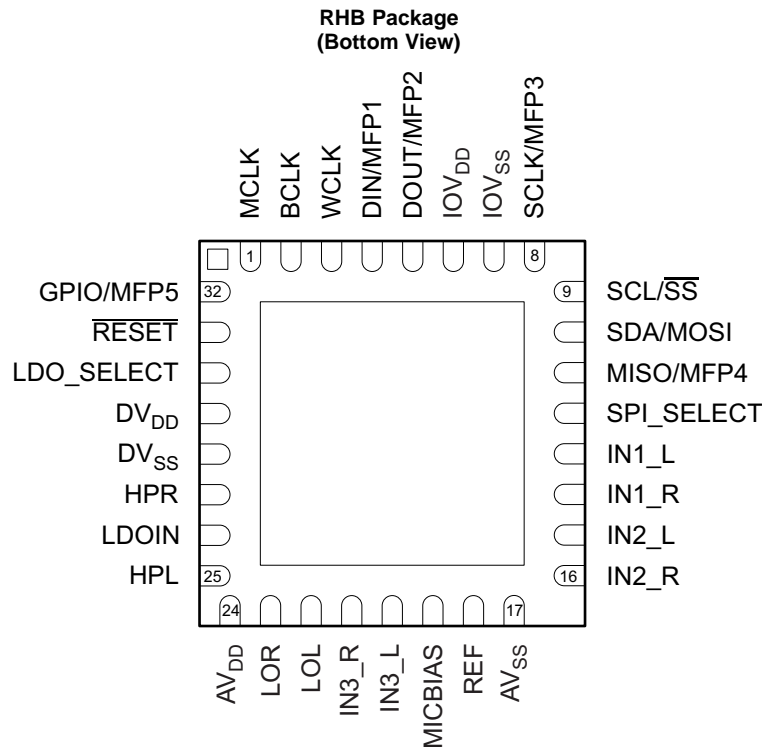 RHB Package
(Bottom View)
MCLK
BCLK
WCLK
DIN/MFP1
DOUT/MFP2
IOVDD
IOVSS
SCLK/MFP3
1
8
GPIO/MFP5
32
9
SCL/SS
RESET
SDA/MOSI
LDO_SELECT
MISO/MFP4
DVDD
SPI_SELECT
DVSS
IN1_L
HPR
IN1_R
LDOIN
IN2_L
HPL
25
16
IN2_R
24
17
AVDD
LOR
LOL
IN3_R
IN3_L
MICBIAS
REF
AVSS